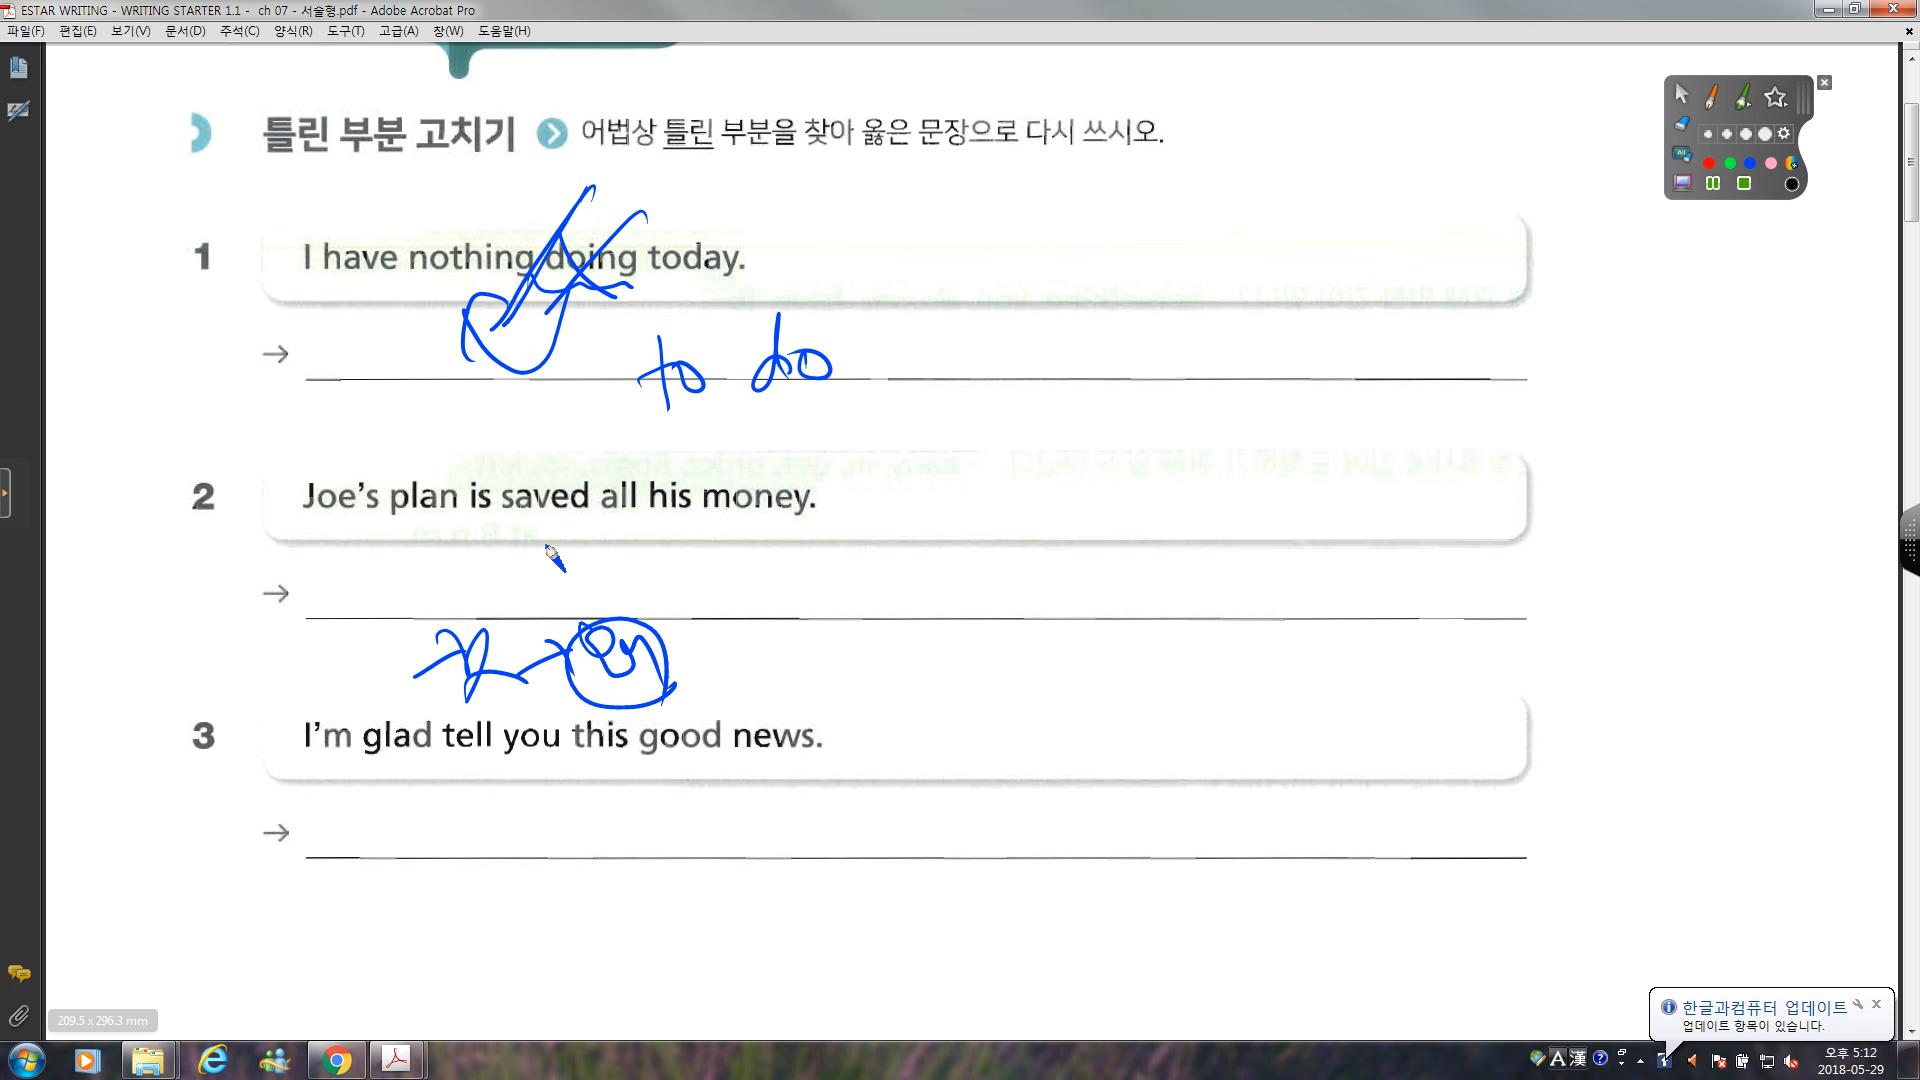 ESTAR WRITING - WRITING STARTER 1.1 - ch 07 - 서술형.pdf - Adobe Acrobat Pro
파일(F) 편집(E) 보기(V) 문서(D) 주석(C) 양식(R) 도구(T) 고급(A) 창(W) 도움말(H)
틀린 부분 고치기 어법상 틀린 부분을 찾아 옳은 문장으로 다시 쓰시오.
1 I have nothing doing today.
→
to do
2 Joe's plan is saved all his money.
→
3 I'm glad tell you this good news.
→
209.5 x 296.3 mm
한글과컴퓨터 업데이트
업데이트 항목이 있습니다.
A 漢
오후 5:12
2018-05-29